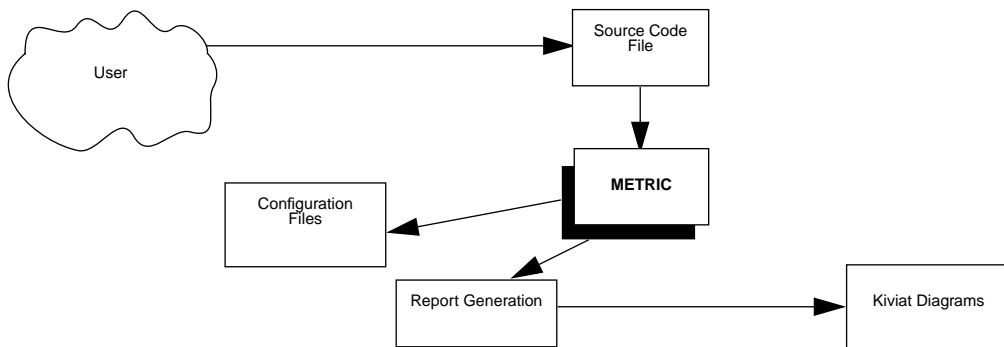 Source Code
File
User
METRIC
Configuration
Files
Report Generation
Kiviat Diagrams